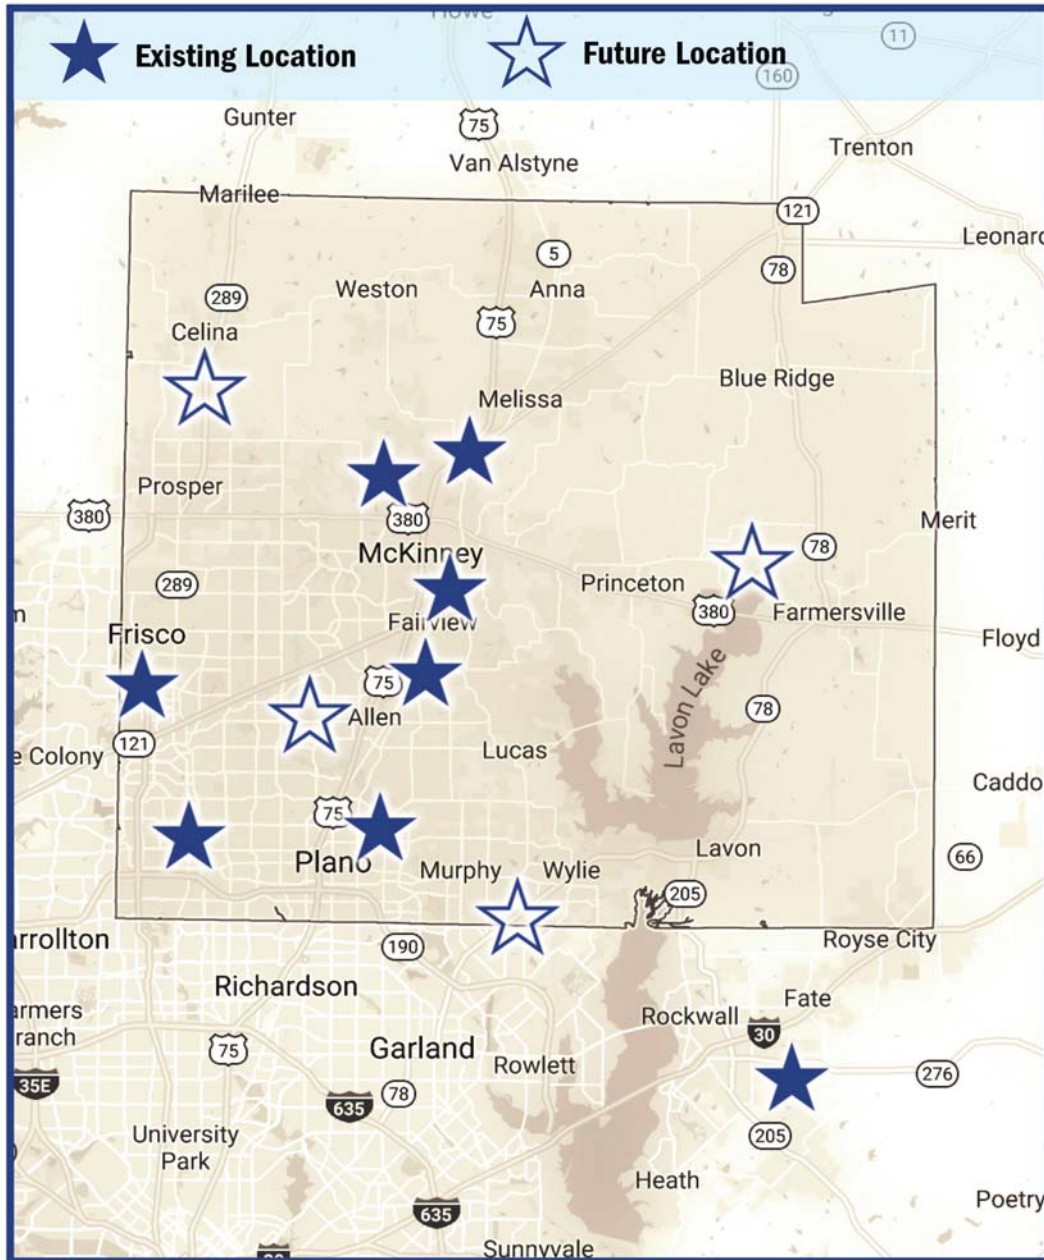 Howe
Existing Location
Future Location
11
160
Gunter
75
Van Alstyne
Trenton
Marilee
121
Leonard
5
78
289
Weston
Anna
75
Celina
Blue Ridge
Melissa
Prosper
380
380
Merit
McKinney
78
289
Princeton
380
Farmersville
Fairview
Frisco
Floyd
75
Lavon Lake
78
Allen
121
e Colony
Lucas
Caddo
75
Lavon
66
Plano
Murphy
Wylie
205
arrollton
190
Royse City
Richardson
Fate
armers
ranch
Rockwall
30
75
Garland
Rowlett
276
35E
78
635
University
Park
205
Heath
Poetry
635
Sunnyvale